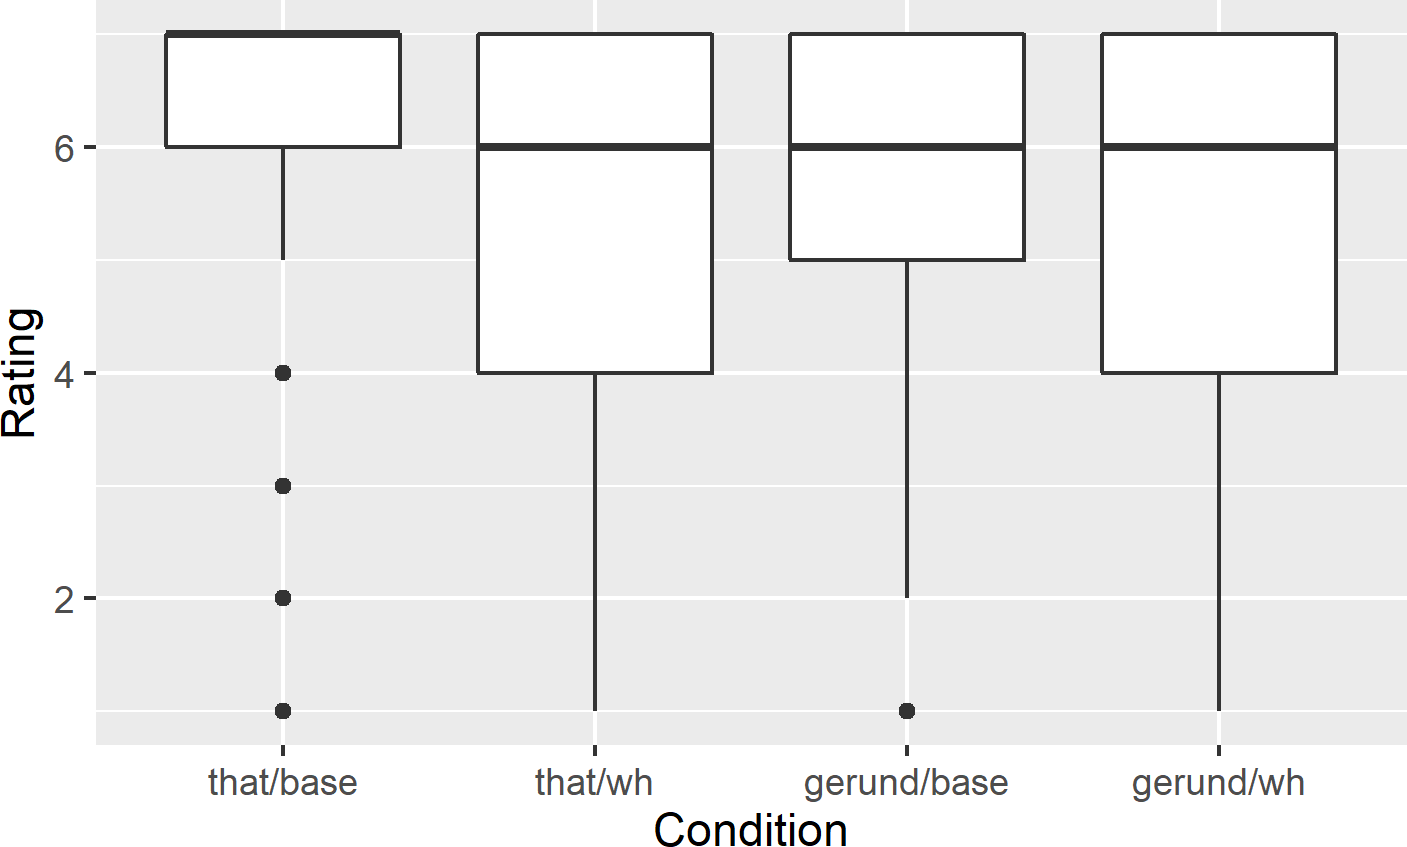 6
4
2
Rating
that/base
that/wh
gerund/base
gerund/wh
Condition